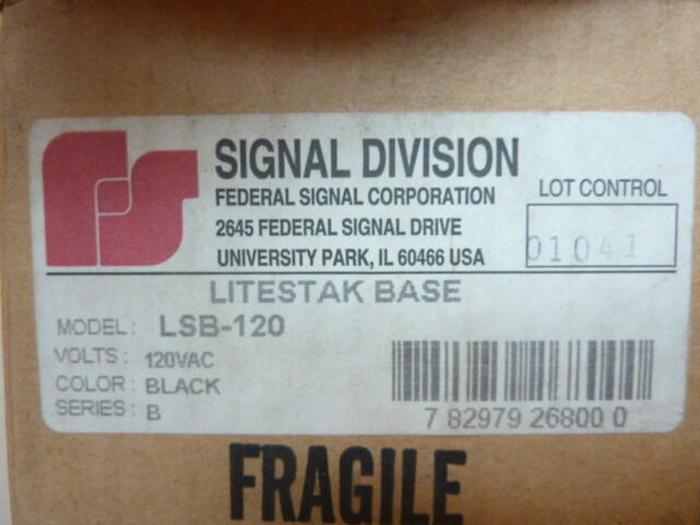 SIGNAL DIVISION
FEDERAL SIGNAL CORPORATION
2645 FEDERAL SIGNAL DRIVE
UNIVERSITY PARK, IL 60466 USA
LOT CONTROL
01041
LITESTAK BASE
MODEL: LSB-120
VOLTS: 120VAC
COLOR: BLACK
SERIES: B
7 82979 26800 0
FRAGILE